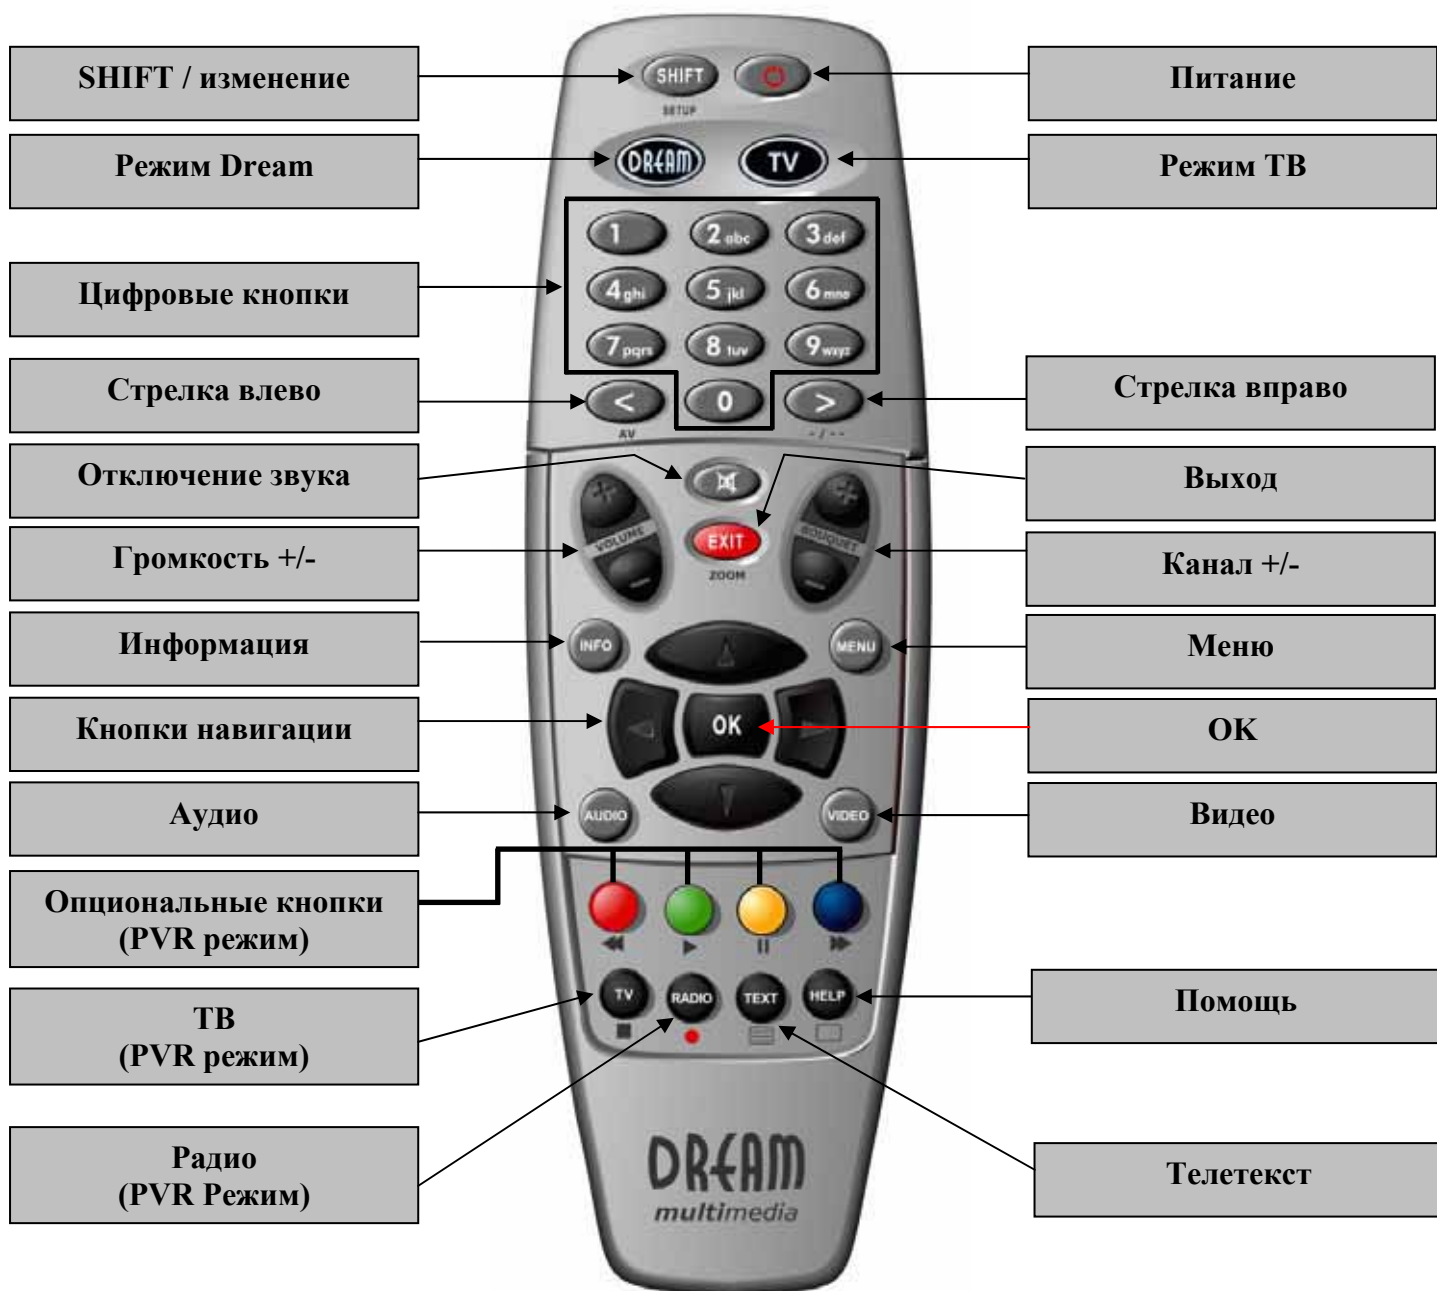 SHIFT / изменение
SHIFT
Питание
SETUP
Режим Dream
DREAM
TV
Режим ТВ
1
2 abc
3 def
Цифровые кнопки
4 ghi
5 jkl
6 mno
7 pqrs
8 tuv
9 wxyz
Стрелка влево
<
0
>
Стрелка вправо
AV
- / - -
Отключение звука
Выход
+
+
VOLUME
EXIT
BOUQUET
Громкость +/-
Канал +/-
-
-
ZOOM
Информация
INFO
MENU
Меню
Кнопки навигации
OK
OK
Аудио
AUDIO
VIDEO
Видео
Опциональные кнопки
(PVR режим)
TV
RADIO
TEXT
HELP
Помощь
ТВ
(PVR режим)
Радио
(PVR Режим)
DREAM
multimedia
Телетекст